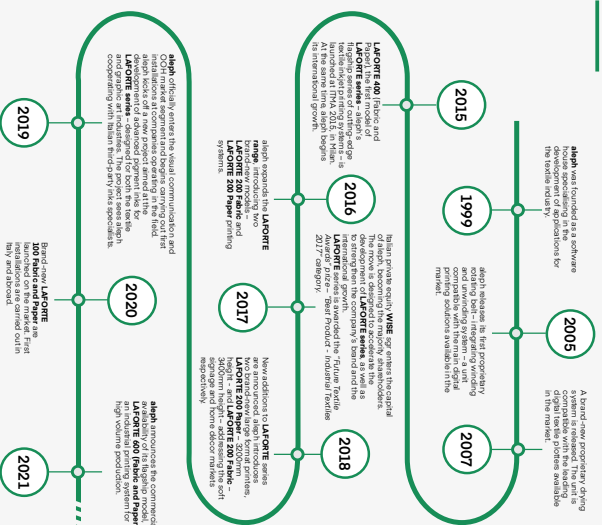 1999
aleph was founded as a software
house specialising in the
development of applications for
the textile industry.
2005
aleph releases its first proprietary
rotating belt - integrating winding
and unwinding system – a unit
compatible with the main digital
printing solutions available in the
market.
2007
A brand-new proprietary drying
system is released. The unit is
compatible with the leading
digital textile plotters available
in the market.
2015
LAFORTE 400 (Fabric and
Paper), the first model of
LAFORTE series - aleph's
flagship series of cutting-edge
textile inkjet printing systems – is
launched at ITMA 2015, in Milan.
At the same time, aleph begins
its international growth.
2016
aleph expands the LAFORTE
range, introducing two
brand-new models –
LAFORTE 200 Fabric and
LAFORTE 200 Paper printing
systems.
2017
Italian private equity WISE sgr enters the capital
of aleph, becoming the majority shareholders.
The move is designed to accelerate the
development of LAFORTE series, as well as
to strengthen the company's brand and the
international growth.
LAFORTE series is awarded the "Future Textile
Awards" prize – "Best Product - Industrial Textiles
2017" category.
2018
New additions to LAFORTE series
are announced. aleph introduces
two brand-new large format printers,
LAFORTE 200 Paper – 3200mm
height - and LAFORTE 200 Fabric –
3400mm height – addressing the soft
signage and home decor markets
respectively.
2019
aleph officially enters the visual communication and
OOH market segment and begins carrying out first
installations at companies operating in the field.
aleph kicks off a new project aimed at the
development of advanced pigment inks for
LAFORTE series - designed for both the textile
and graphic art industries. The project sees aleph
cooperating with Italian third-party inks specialists.
2020
Brand-new LAFORTE
100 Fabric and Paper are
launched on the market. First
installations are carried out in
Italy and abroad.
2021
aleph announces the commercia
availability of its flagship model,
LAFORTE 600 (Fabric and Paper
an industrial printing system for
high volume production.